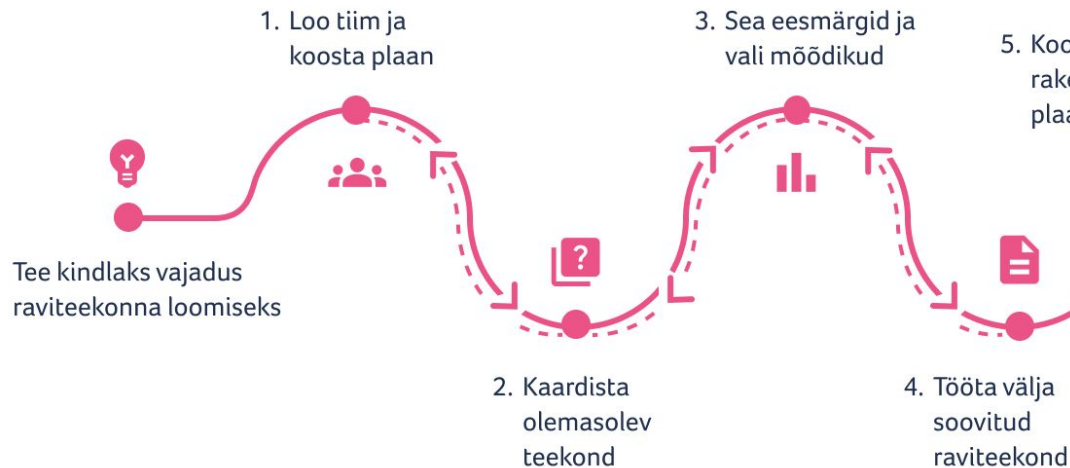 Tee kindlaks vajadus
raviteekonna loomiseks
1. Loo tiim ja
koosta plaan
2. Kaardista
olemasolev
teekond
3. Sea eesmärgid ja
vali mõõdikud
4. Tööta välja
soovitud
raviteekond
5.